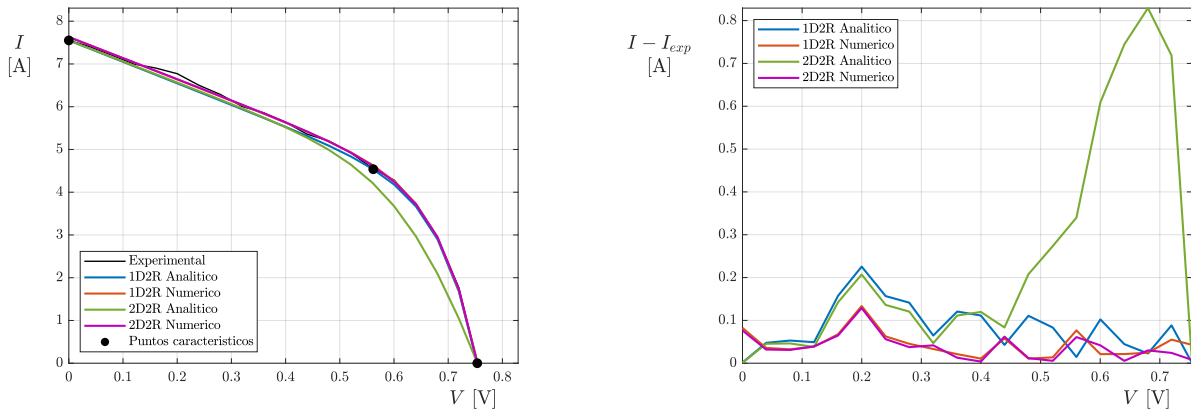 I
[A]
8
7
6
5
4
3
2
1
0
Experimental
1D2R Analitico
1D2R Numerico
2D2R Analitico
2D2R Numerico
Puntos caracteristicos
0 0.1 0.2 0.3 0.4 0.5 0.6 0.7 0.8
V [V]
I − I_exp
[A]
0.8
0.7
0.6
0.5
0.4
0.3
0.2
0.1
0
1D2R Analitico
1D2R Numerico
2D2R Analitico
2D2R Numerico
0 0.1 0.2 0.3 0.4 0.5 0.6 0.7
V [V]